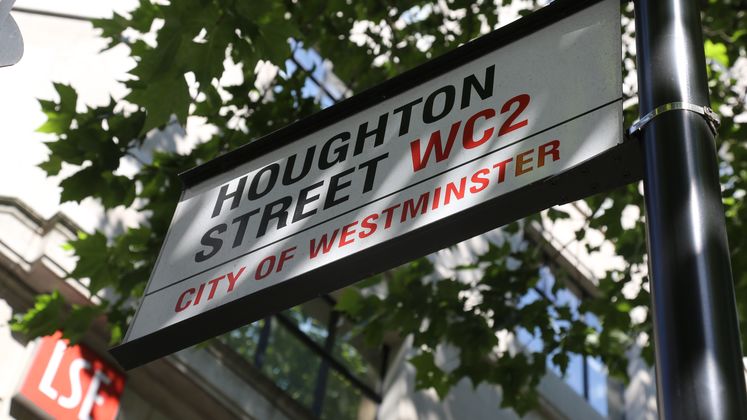 HOUGHTON
STREET WC2
CITY OF WESTMINSTER
LSE